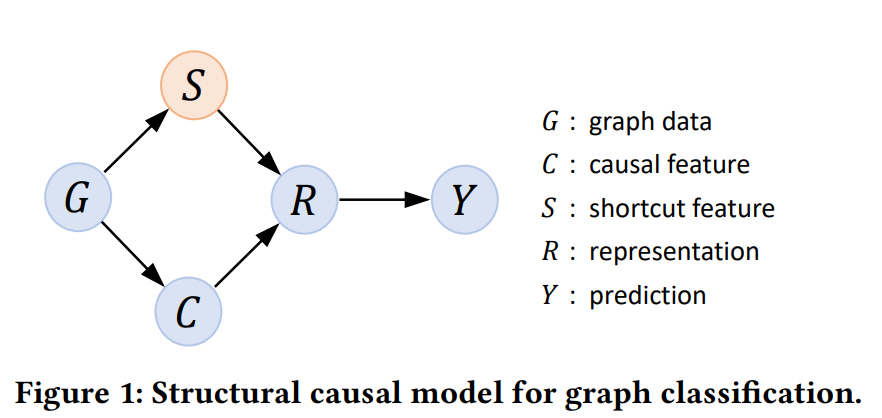 S
G
R
Y
C
G : graph data
C : causal feature
S : shortcut feature
R : representation
Y : prediction
Figure 1: Structural causal model for graph classification.